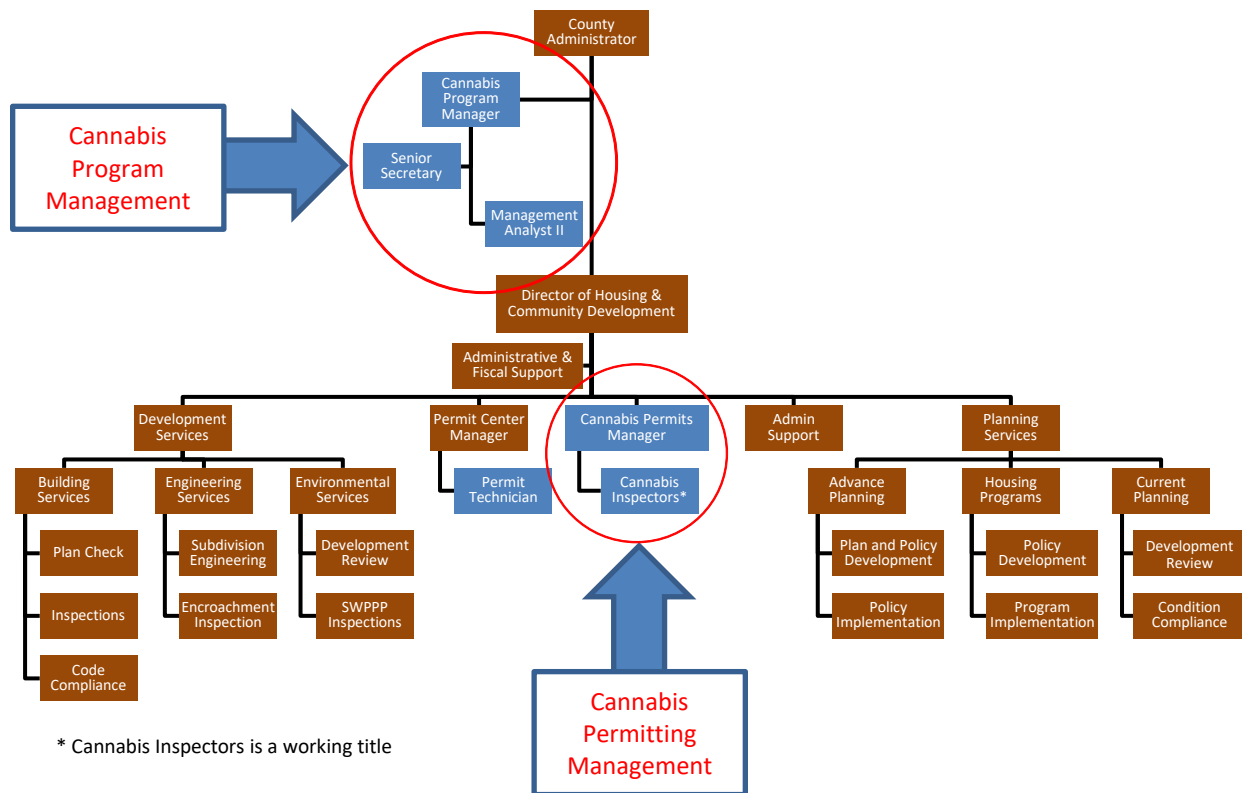 County
Administrator
Cannabis
Program
Manager
Cannabis
Program
Management
Senior
Secretary
Management
Analyst II
Director of Housing &
Community Development
Administrative &
Fiscal Support
Development
Services
Permit Center
Manager
Cannabis Permits
Manager
Admin
Support
Planning
Services
Building
Services
Engineering
Services
Environmental
Services
Permit
Technician
Cannabis
Inspectors*
Advance
Planning
Housing
Programs
Current
Planning
Plan Check
Subdivision
Engineering
Development
Review
Plan and Policy
Development
Policy
Development
Development
Review
Inspections
Encroachment
Inspection
SWPPP
Inspections
Policy
Implementation
Program
Implementation
Condition
Compliance
Code
Compliance
Cannabis
Permitting
Management
* Cannabis Inspectors is a working title